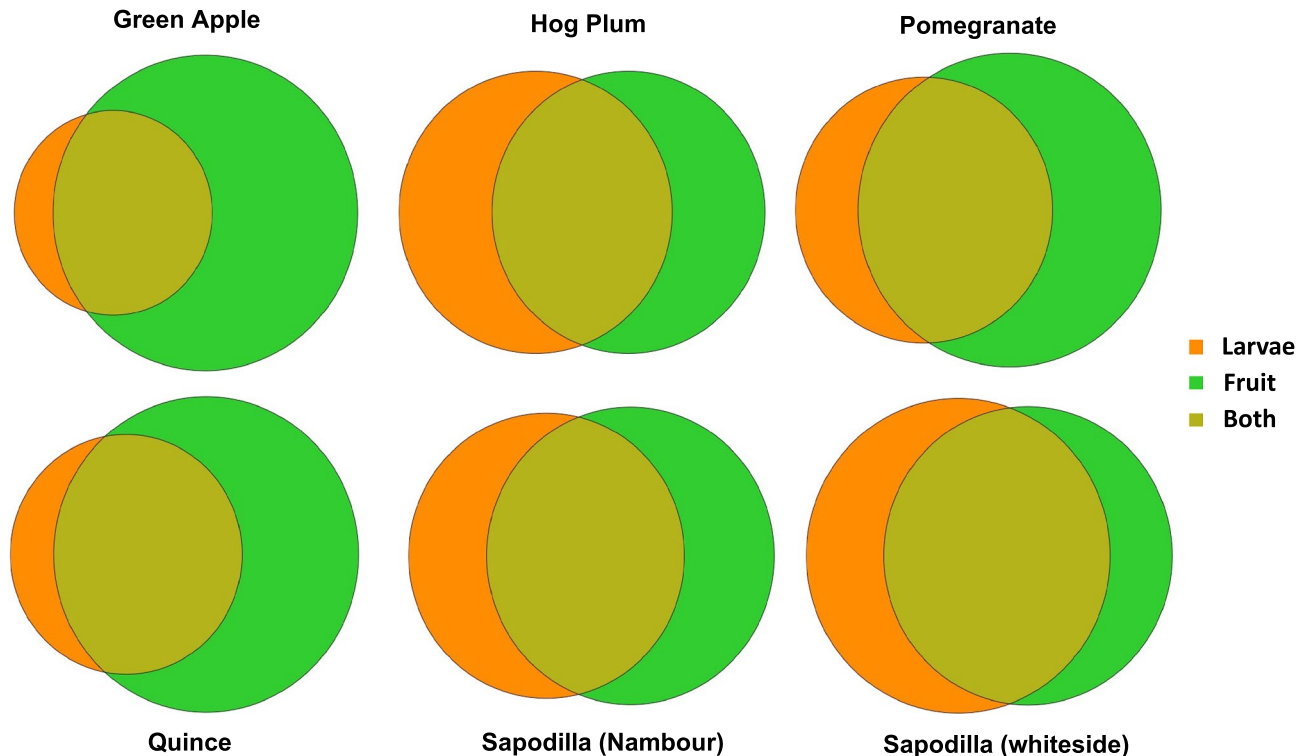 Green Apple
Hog Plum
Pomegranate
Larvae
Fruit
Both
Quince
Sapodilla (Nambour)
Sapodilla (whiteside)